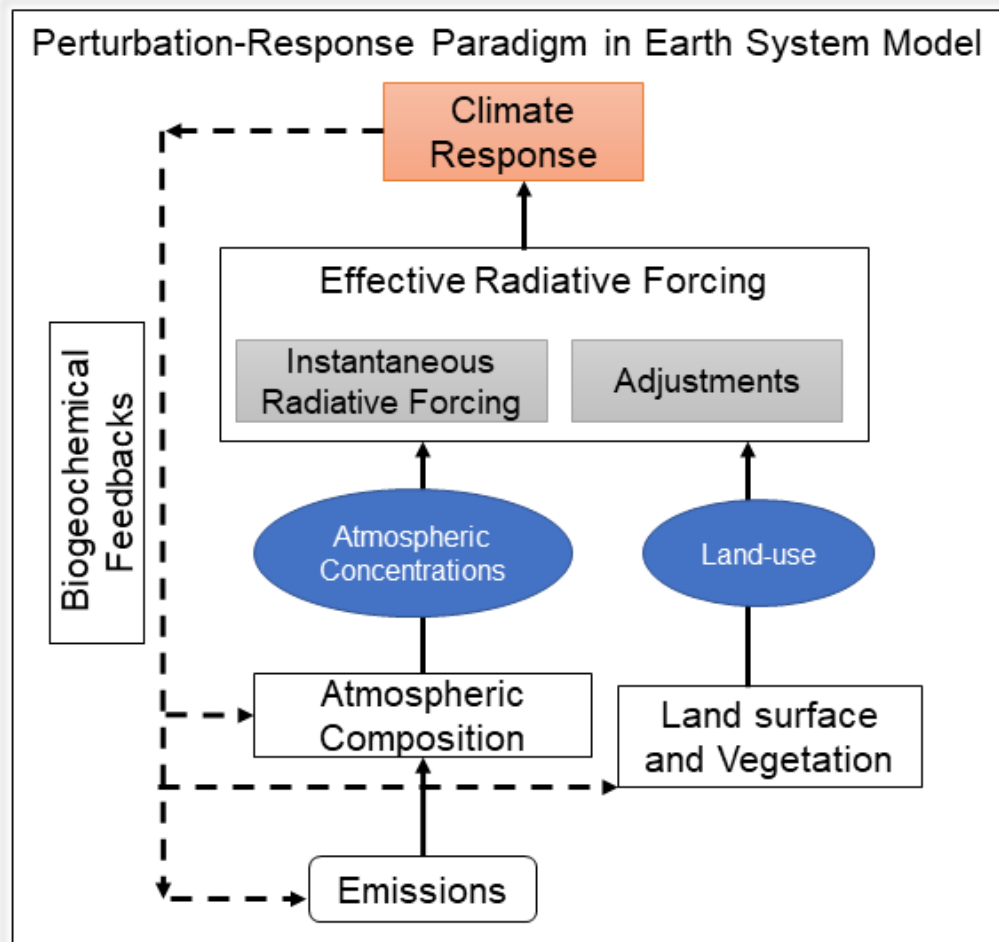 Perturbation-Response Paradigm in Earth System Model
Climate
Response
Effective Radiative Forcing
Instantaneous
Radiative Forcing
Adjustments
Biogeochemical
Feedbacks
Atmospheric
Concentrations
Land-use
Atmospheric
Composition
Land surface
and Vegetation
Emissions